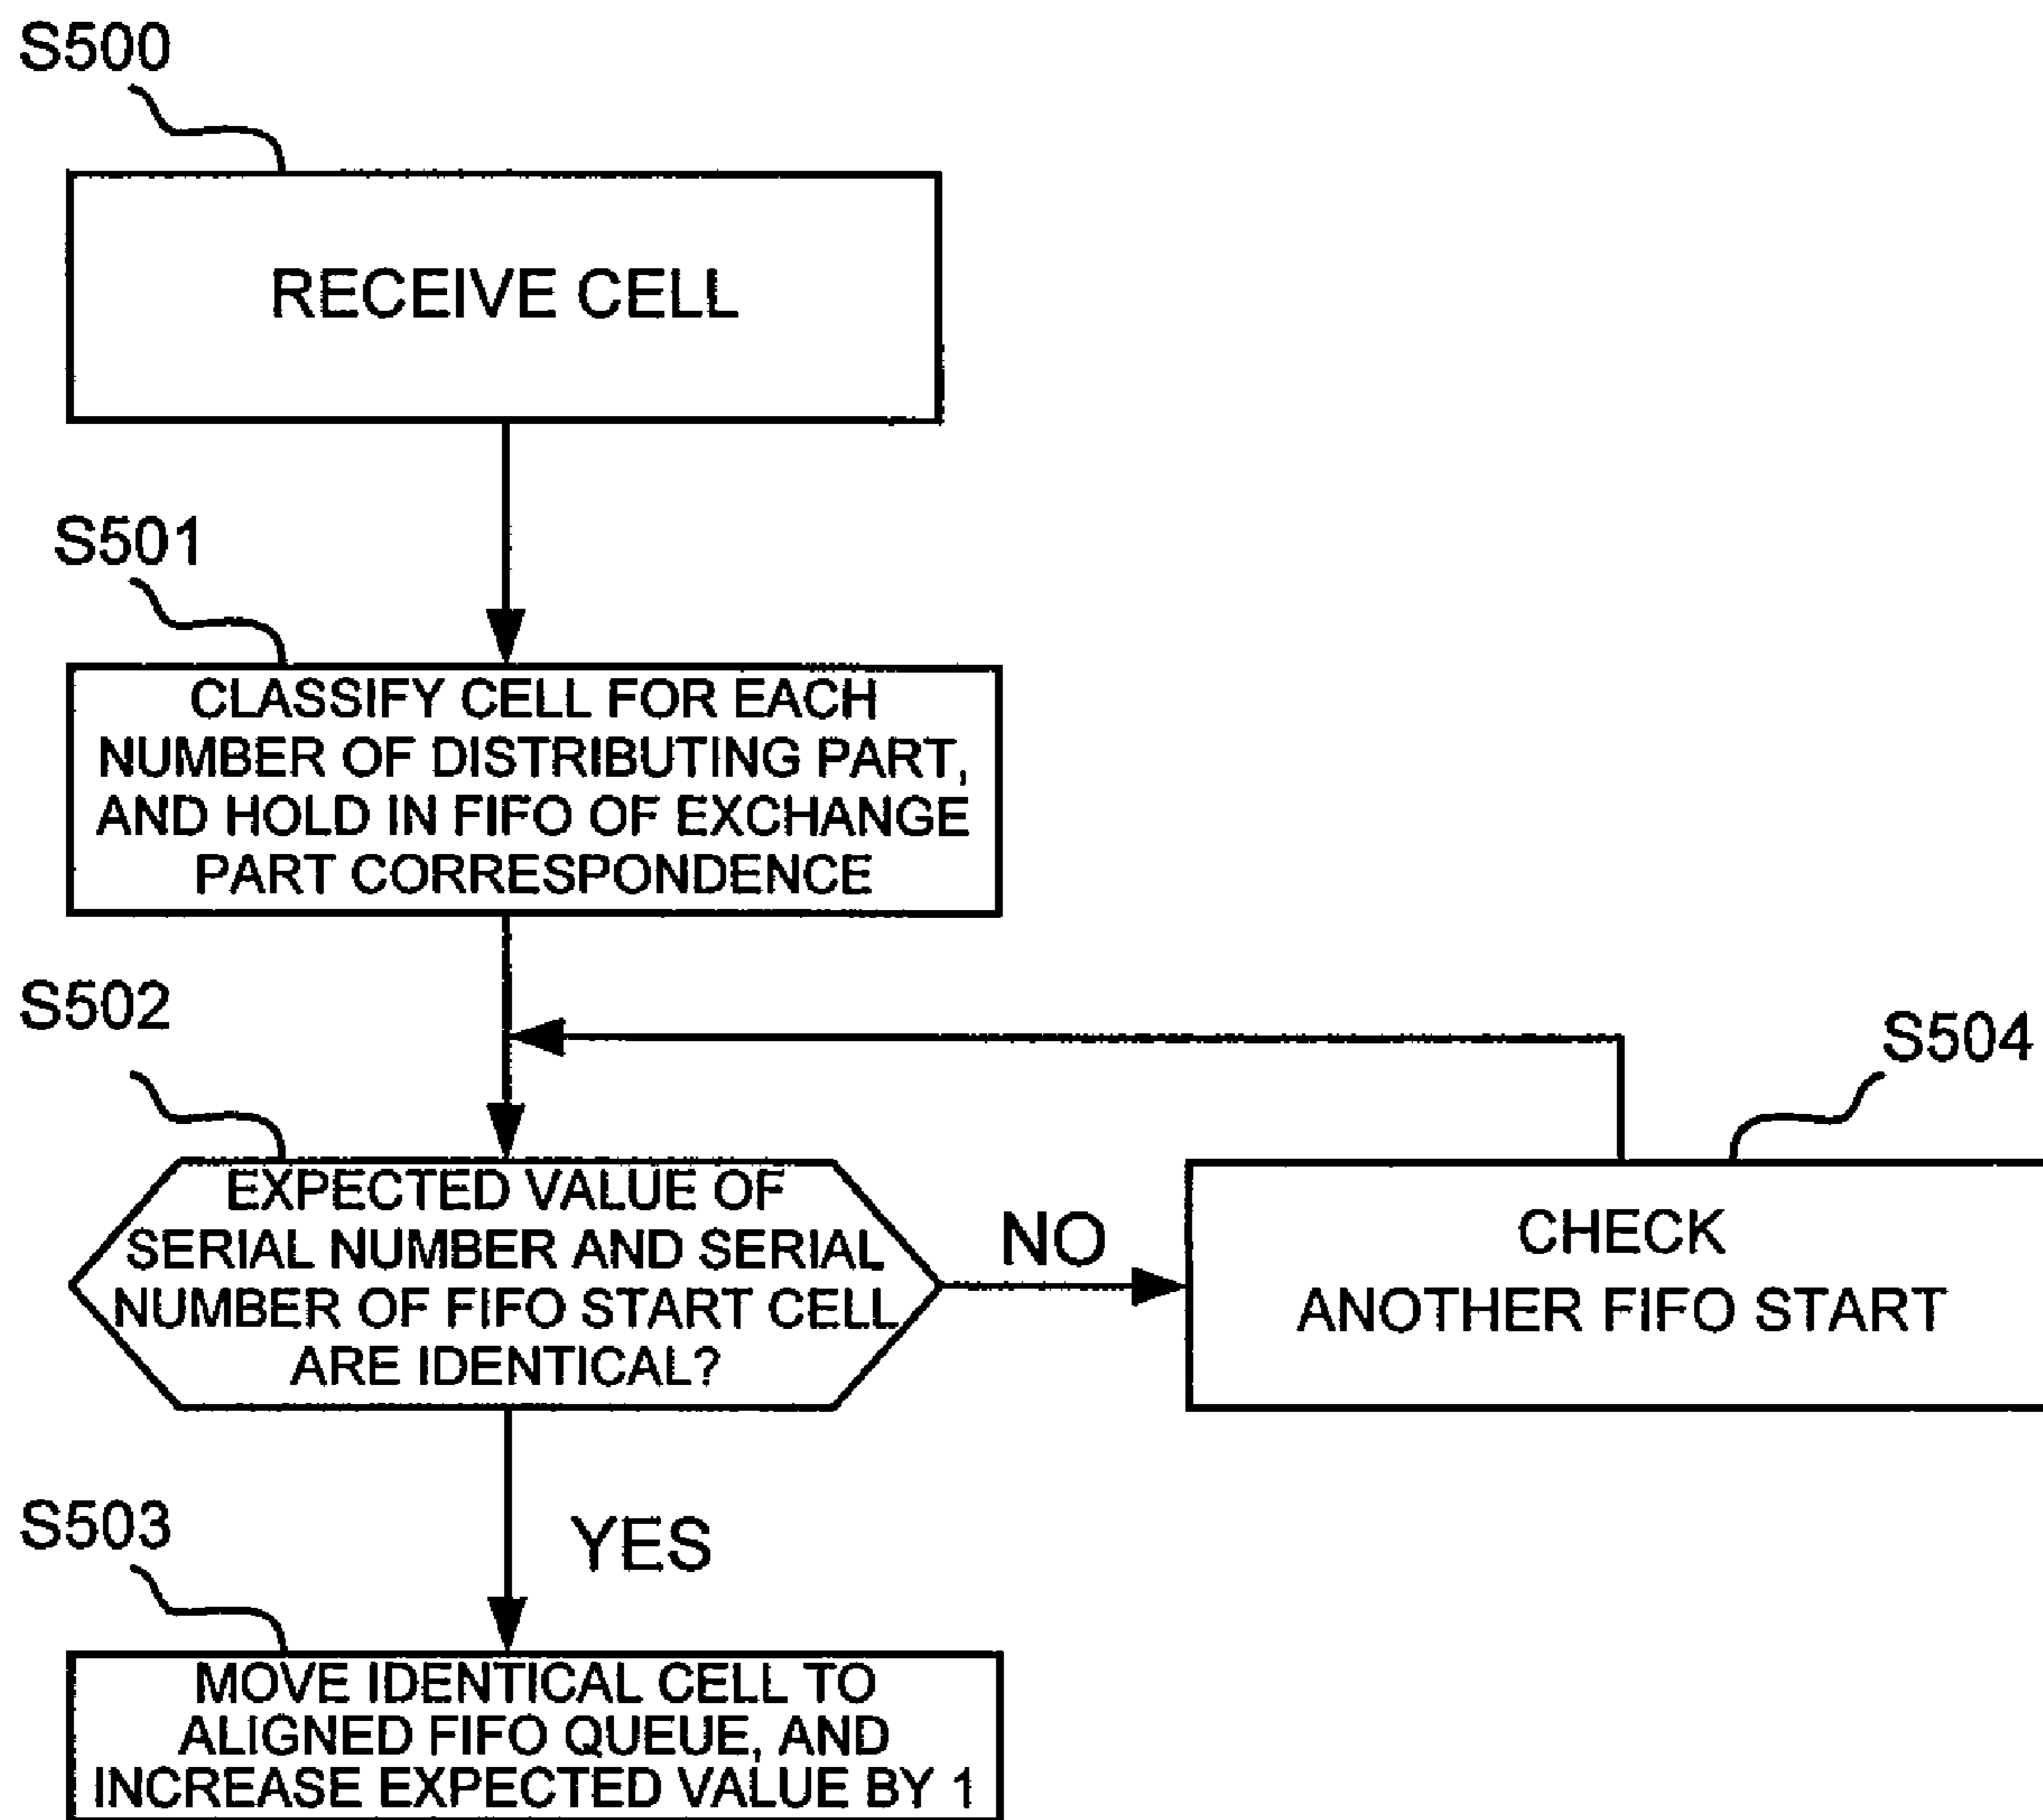 S500
RECEIVE CELL
S501
CLASSIFY CELL FOR EACH
NUMBER OF DISTRIBUTING PART,
AND HOLD IN FIFO OF EXCHANGE
PART CORRESPONDENCE
S502
EXPECTED VALUE OF
SERIAL NUMBER AND SERIAL
NUMBER OF FIFO START CELL
ARE IDENTICAL?
NO
S504
CHECK
ANOTHER FIFO START
YES
S503
MOVE IDENTICAL CELL TO
ALIGNED FIFO QUEUE, AND
INCREASE EXPECTED VALUE BY 1